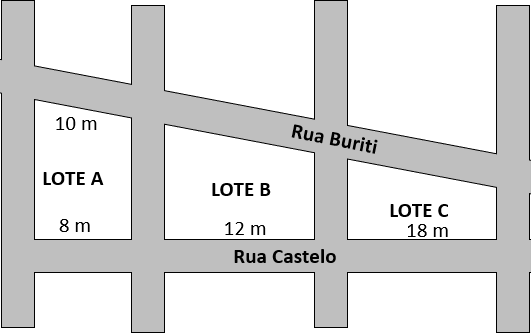 Rua Buriti
10 m
LOTE A
LOTE B
LOTE C
8 m
12 m
18 m
Rua Castelo